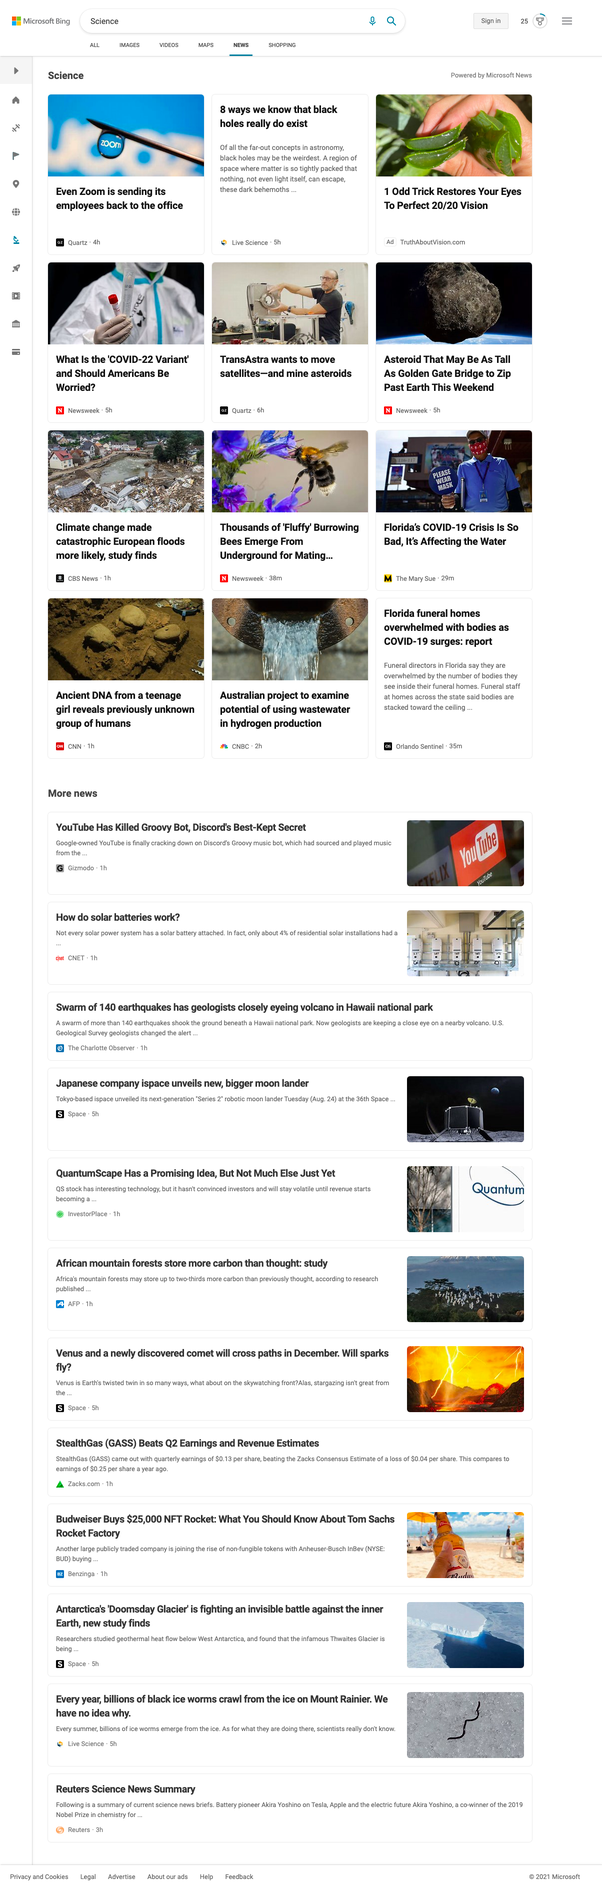 Microsoft Bing
Science
Sign in
25
ALL
IMAGES
VIDEOS
MAPS
NEWS
SHOPPING
Science
Powered by Microsoft News
zoom
Even Zoom is sending its
employees back to the office
Quartz · 4h
8 ways we know that black
holes really do exist
Of all the far-out concepts in astronomy,
black holes may be the weirdest. A region of
space where matter is so tightly packed that
nothing, not even light itself, can escape,
these dark behemoths ...
Live Science · 5h
1 Odd Trick Restores Your Eyes
To Perfect 20/20 Vision
Ad TruthAboutVision.com
What Is the 'COVID-22 Variant'
and Should Americans Be
Worried?
Newsweek · 5h
TransAstra wants to move
satellites—and mine asteroids
Quartz · 6h
Asteroid That May Be As Tall
As Golden Gate Bridge to Zip
Past Earth This Weekend
Newsweek · 5h
Climate change made
catastrophic European floods
more likely, study finds
CBS News · 1h
Thousands of 'Fluffy' Burrowing
Bees Emerge From
Underground for Mating...
Newsweek · 38m
PLEASE
WEAR
MASK
Florida's COVID-19 Crisis Is So
Bad, It's Affecting the Water
The Mary Sue · 29m
Ancient DNA from a teenage
girl reveals previously unknown
group of humans
CNN · 1h
Australian project to examine
potential of using wastewater
in hydrogen production
CNBC · 2h
Florida funeral homes
overwhelmed with bodies as
COVID-19 surges: report
Funeral directors in Florida say they are
overwhelmed by the number of bodies they
see inside their funeral homes. Funeral staff
at homes across the state said bodies are
stacked toward the ceiling ...
Orlando Sentinel · 35m
More news
YouTube Has Killed Groovy Bot, Discord's Best-Kept Secret
Google-owned YouTube is finally cracking down on Discord's Groovy music bot, which had sourced and played music
from the ...
Gizmodo · 1h
YouTube
YouTube
How do solar batteries work?
Not every solar power system has a solar battery attached. In fact, only about 4% of residential solar installations had a
...
CNET · 1h
Swarm of 140 earthquakes has geologists closely eyeing volcano in Hawaii national park
A swarm of more than 140 earthquakes shook the ground beneath a Hawaii national park. Now geologists are keeping a close eye on a nearby volcano. U.S.
Geological Survey geologists changed the alert ...
The Charlotte Observer · 1h
Japanese company ispace unveils new, bigger moon lander
Tokyo-based ispace unveiled its next-generation "Series 2" robotic moon lander Tuesday (Aug. 24) at the 36th Space ...
Space · 5h
QuantumScape Has a Promising Idea, But Not Much Else Just Yet
QS stock has interesting technology, but it hasn't convinced investors and will stay volatile until revenue starts
becoming a ...
InvestorPlace · 1h
Quantum
African mountain forests store more carbon than thought: study
Africa's mountain forests may store up to two-thirds more carbon than previously thought, according to research
published ...
AFP · 1h
Venus and a newly discovered comet will cross paths in December. Will sparks
fly?
Venus is Earth's twisted twin in so many ways, what about on the skywatching front?Alas, stargazing isn't great from
the ...
Space · 5h
StealthGas (GASS) Beats Q2 Earnings and Revenue Estimates
StealthGas (GASS) came out with quarterly earnings of $0.13 per share, beating the Zacks Consensus Estimate of a loss of $0.04 per share. This compares to
earnings of $0.25 per share a year ago.
Zacks.com · 1h
Budweiser Buys $25,000 NFT Rocket: What You Should Know About Tom Sachs
Rocket Factory
Another large publicly traded company is joining the rise of non-fungible tokens with Anheuser-Busch InBev (NYSE:
BUD) buying ...
Benzinga · 1h
Antarctica's 'Doomsday Glacier' is fighting an invisible battle against the inner
Earth, new study finds
Researchers studied geothermal heat flow below West Antarctica, and found that the infamous Thwaites Glacier is
being ...
Space · 5h
Every year, billions of black ice worms crawl from the ice on Mount Rainier. We
have no idea why.
Every summer, billions of ice worms emerge from the ice. As for what they are doing there, scientists really don't know.
Live Science · 5h
Reuters Science News Summary
Following is a summary of current science news briefs. Battery pioneer Akira Yoshino on Tesla, Apple and the electric future Akira Yoshino, a co-winner of the 2019
Nobel Prize in chemistry for ...
Reuters · 3h
Privacy and Cookies
Legal
Advertise
About our ads
Help
Feedback
© 2021 Microsoft